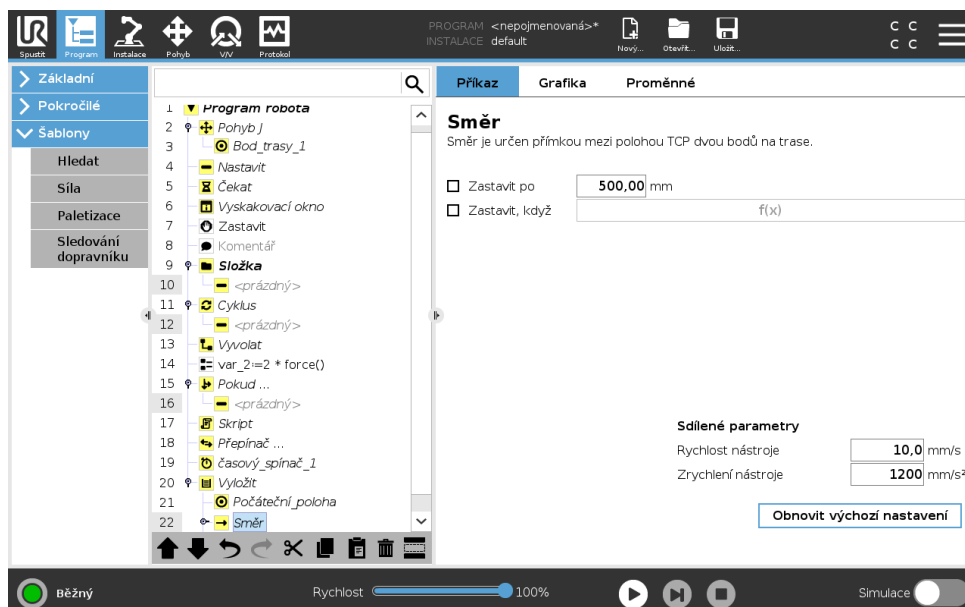 PROGRAM <nepojmenovaná>*
INSTALACE default
Spustit
Program
Instalace
Pohyb
V/V
Protokol
Nový...
Otevřít...
Uložit...
C C
C C
Základní
Pokročilé
Šablony
Hledat
Síla
Paletizace
Sledování
dopravníku
1 Program robota
2 Pohyb J
3 Bod_trasy_1
4 Nastavit
5 Čekat
6 Vyskakovací okno
7 Zastavit
8 Komentář
9 Složka
10 <prázdný>
11 Cyklus
12 <prázdný>
13 Vyvolat
14 var_2:=2 * force()
15 Pokud ...
16 <prázdný>
17 Skript
18 Přepínač ...
19 časový_spínač_1
20 Vyložit
21 Počáteční_poloha
22 Směr
Příkaz Grafika Proměnné
Směr
Směr je určen přímkou mezi polohou TCP dvou bodů na trase.
Zastavit po 500,00 mm
Zastavit, když f(x)
Sdílené parametry
Rychlost nástroje 10,0 mm/s
Zrychlení nástroje 1200 mm/s²
Obnovit výchozí nastavení
Běžný
Rychlost 100%
Simulace